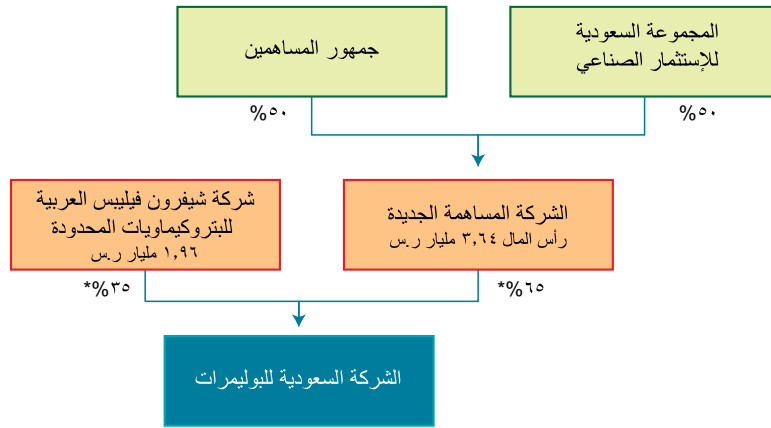 المجموعة السعودية
للإستثمار الصناعي
جمهور المساهمين
%٥٠
%٥٠
الشركة المساهمة الجديدة
رأس المال ٣,٦٤ مليار ر.س
شركة شيفرون فيليبس العربية
للبتروكيماويات المحدودة
١,٩٦ مليار ر.س
*%٦٥
*%٣٥
الشركة السعودية للبوليمرات